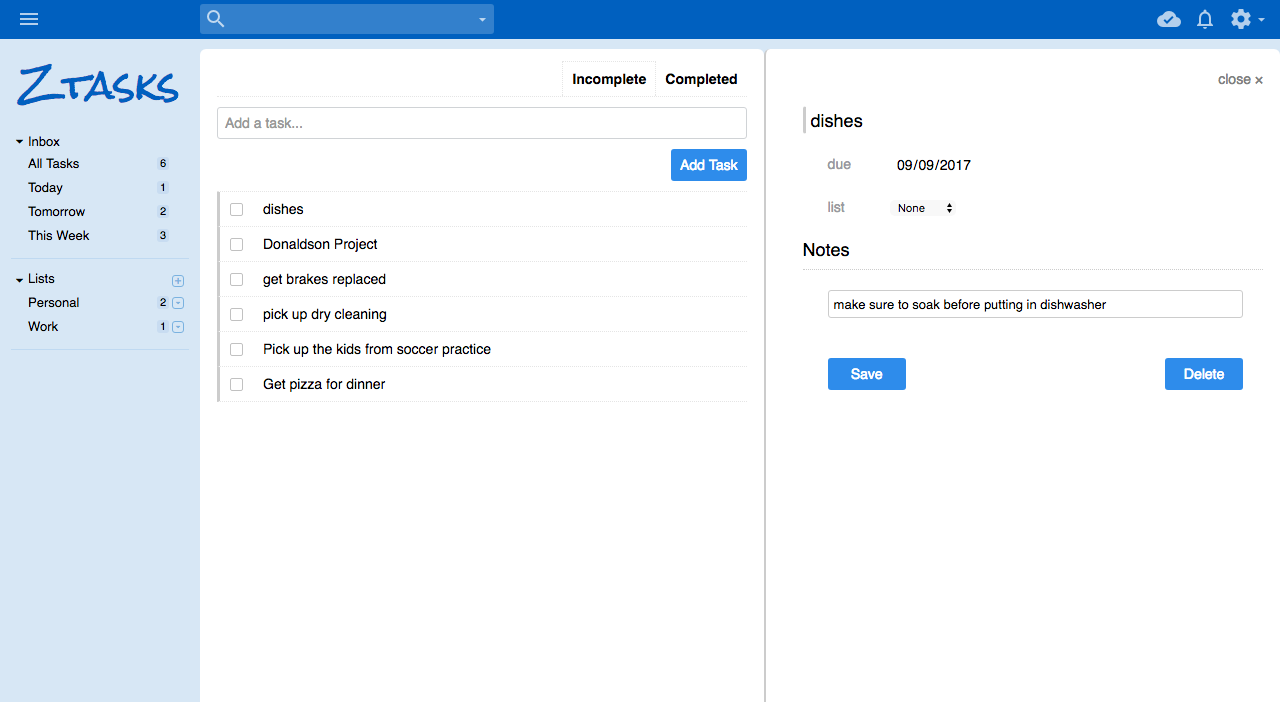 ZTASKS
Inbox
All Tasks 6
Today 1
Tomorrow 2
This Week 3
Lists
Personal 2
Work 1
Incomplete Completed
Add a task...
Add Task
dishes
Donaldson Project
get brakes replaced
pick up dry cleaning
Pick up the kids from soccer practice
Get pizza for dinner
close ×
dishes
due 09/09/2017
list None
Notes
make sure to soak before putting in dishwasher
Save Delete